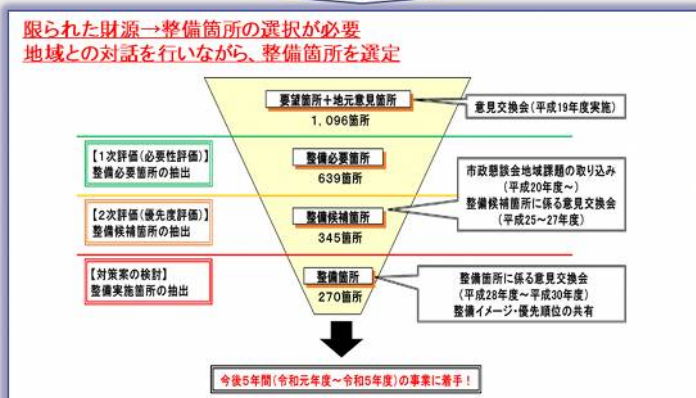 限られた財源→整備箇所の選択が必要
地域との対話を行いながら、整備箇所を選定
要望箇所＋地元意見箇所
1,096箇所
意見交換会(平成19年度実施)
【1次評価(必要性評価)】
整備必要箇所の抽出
整備必要箇所
639箇所
市政懇談会地域課題の取り込み
(平成20年度～)
整備候補箇所に係る意見交換会
(平成25～27年度)
【2次評価(優先度評価)】
整備候補箇所の抽出
整備候補箇所
345箇所
【対策案の検討】
整備実施箇所の抽出
整備箇所
270箇所
整備箇所に係る意見交換会
(平成28年度～平成30年度)
整備イメージ・優先順位の共有
今後5年間(令和元年度～令和5年度)の事業に着手！